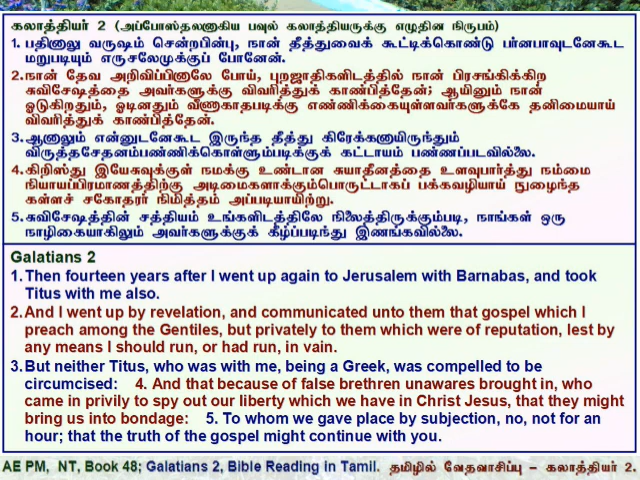 கலாத்தியர் 2 (அப்போஸ்தலனாகிய பவுல் கலாத்தியருக்கு எழுதின நிருபம்)
1. பதினாலு வருஷம் சென்றபின்பு, நான் தீத்துவைக் கூட்டிக்கொண்டு பர்னபாவுடனேகூட
மறுபடியும் எருசலேமுக்குப் போனேன்.
2.நான் தேவ அறிவிப்பினாலே போய், புறஜாதிகளிடத்தில் நான் பிரசங்கிக்கிற
சுவிசேஷத்தை அவர்களுக்கு விவரித்துக் காண்பித்தேன்; ஆயினும் நான்
ஓடுகிறதும், ஓடினதும் வீணாகாதபடிக்கு எண்ணிக்கையுள்ளவர்களுக்கே தனிமையாய்
விவரித்துக் காண்பித்தேன்.
3.ஆனாலும் என்னுடனேகூட இருந்த தீத்து கிரேக்கனாயிருந்தும்
விருத்தசேதனம்பண்ணிக்கொள்ளும்படிக்குக் கட்டாயம் பண்ணப்படவில்லை.
4.கிறிஸ்து இயேசுவுக்குள் நமக்கு உண்டான சுயாதீனத்தை உளவுபார்த்து நம்மை
நியாயப்பிரமாணத்திற்கு அடிமைகளாக்கும்பொருட்டாகப் பக்கவழியாய் நுழைந்த
கள்ளச் சகோதரர் நிமித்தம் அப்படியாயிற்று.
5.சுவிசேஷத்தின் சத்தியம் உங்களிடத்திலே நிலைத்திருக்கும்படி, நாங்கள் ஒரு
நாழிகையாகிலும் அவர்களுக்குக் கீழ்ப்படிந்து இணங்கவில்லை.
Galatians 2
1.Then fourteen years after I went up again to Jerusalem with Barnabas, and took
Titus with me also.
2.And I went up by revelation, and communicated unto them that gospel which I
preach among the Gentiles, but privately to them which were of reputation, lest by
any means I should run, or had run, in vain.
3.But neither Titus, who was with me, being a Greek, was compelled to be
circumcised: 4. And that because of false brethren unawares brought in, who
came in privily to spy out our liberty which we have in Christ Jesus, that they might
bring us into bondage: 5. To whom we gave place by subjection, no, not for an
hour; that the truth of the gospel might continue with you.
AE PM, NT, Book 48; Galatians 2, Bible Reading in Tamil. தமிழில் வேதவாசிப்பு – கலாத்தியர் 2.